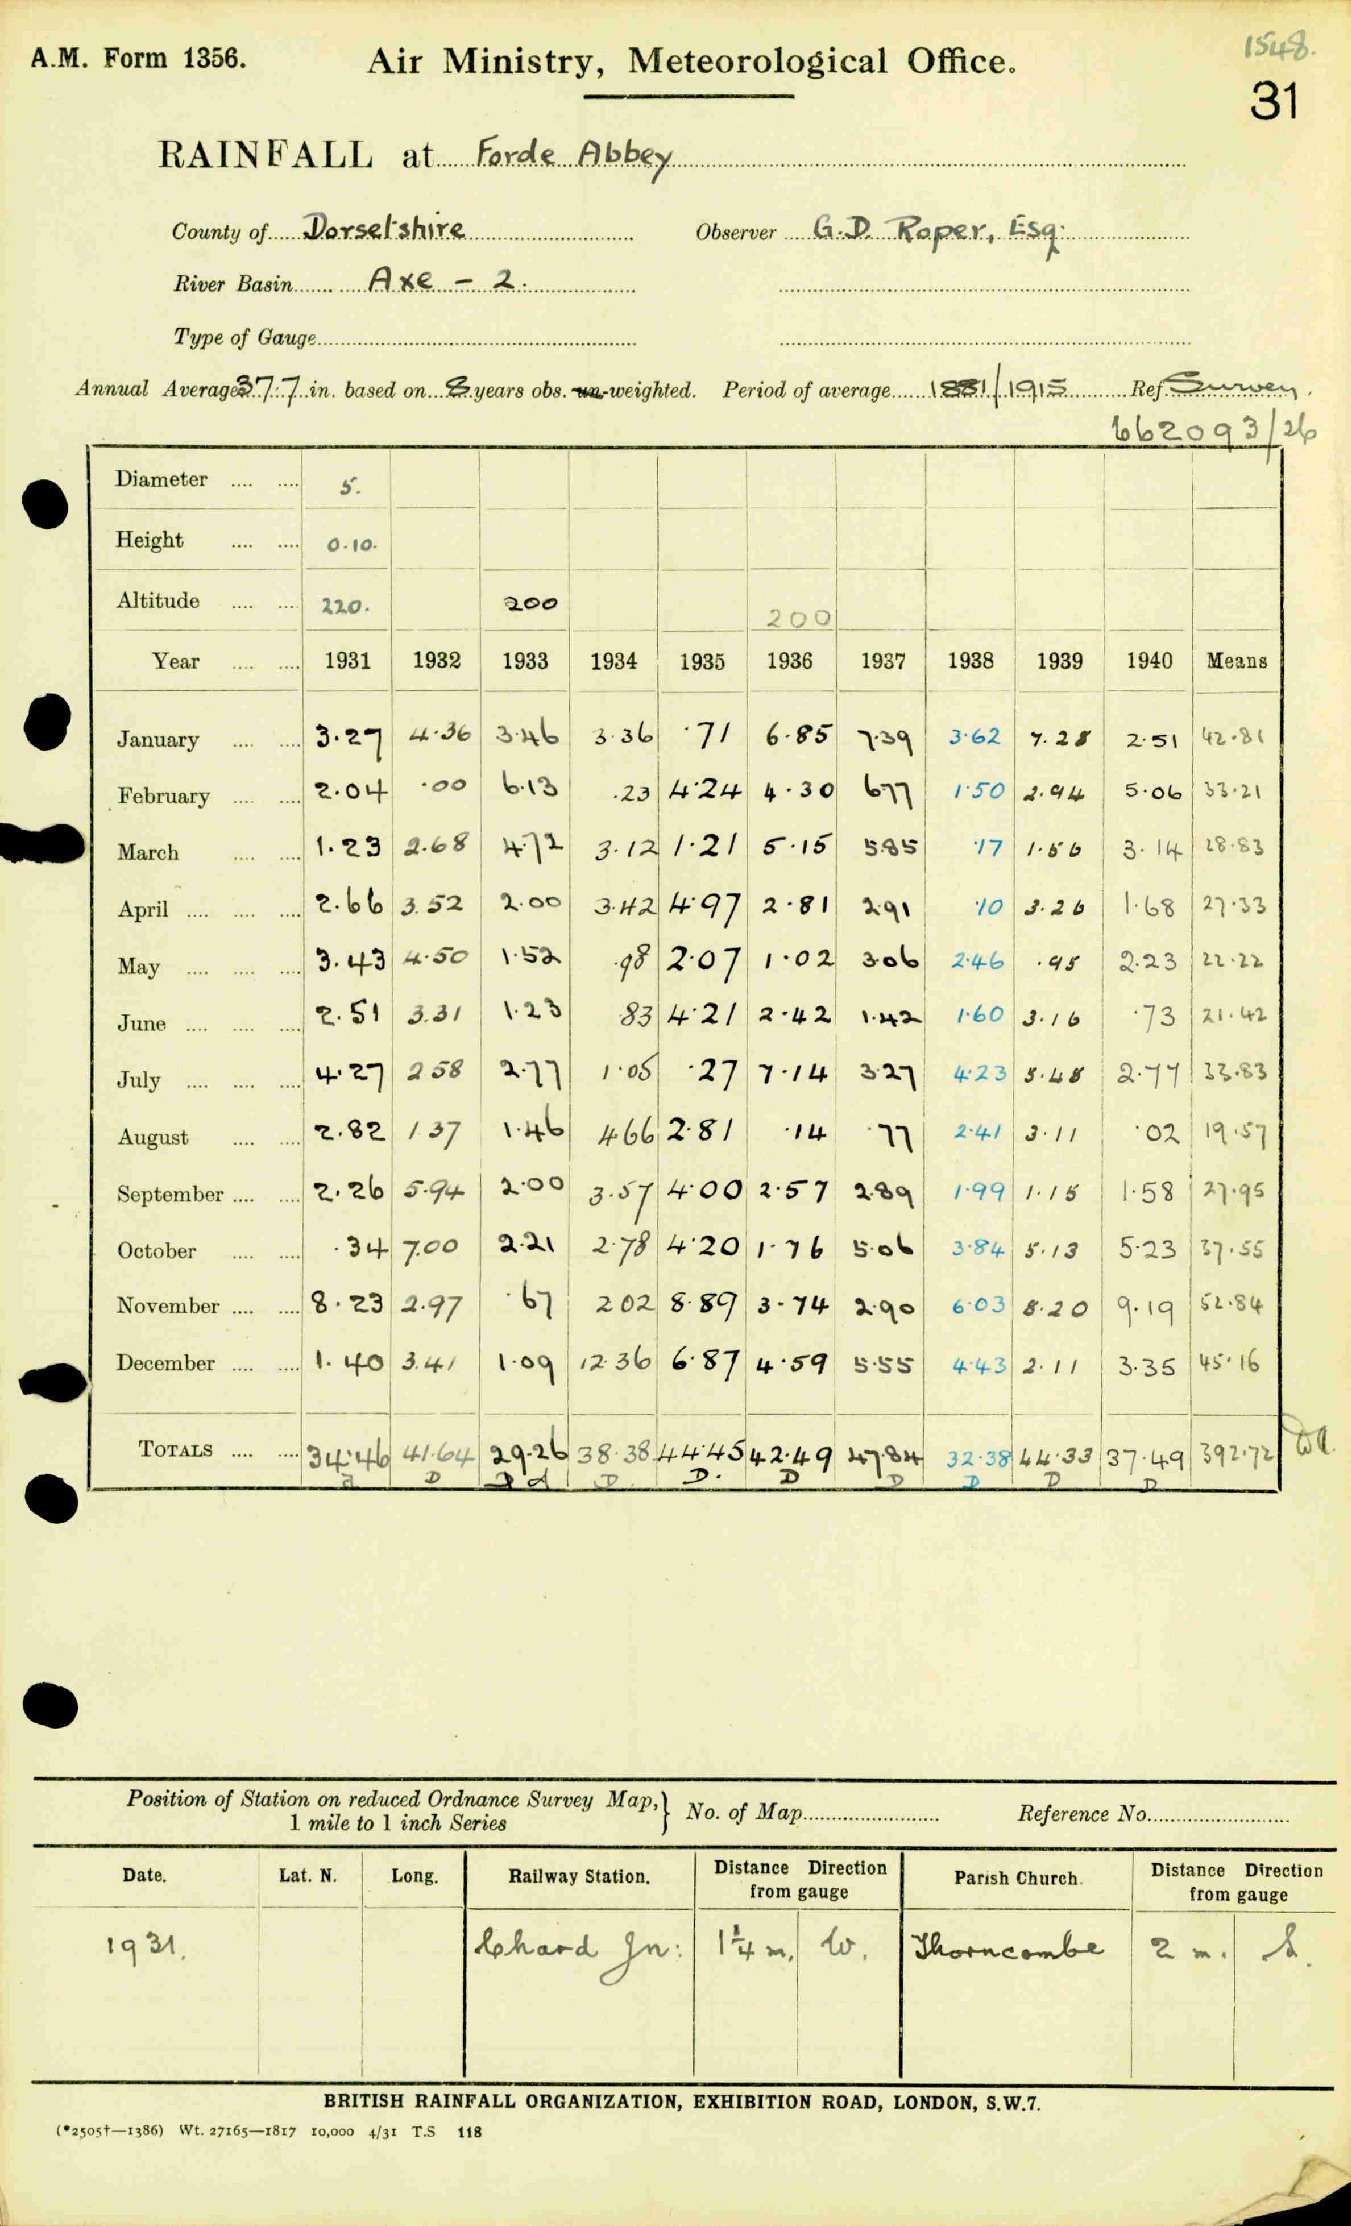 A.M. Form 1356. Air Ministry, Meteorological Office. 1548.
31
RAINFALL at Forde Abbey
County of Dorsetshire Observer G.D. Roper, Esq.
River Basin Axe - 2.
Type of Gauge
Annual Average 37.7 in. based on 8 years obs. un-weighted. Period of average 1881/1915 Ref. Survey
662093/26
Diameter .... .... 5.
Height .... .... 0.10.
Altitude .... .... 220. 200 200
Year .... .... 1931 1932 1933 1934 1935 1936 1937 1938 1939 1940 Means
January .... .... 3.27 4.36 3.46 3.36 .71 6.85 7.39 3.62 7.28 2.51 42.81
February .... .... 2.04 .00 6.13 .23 4.24 4.30 6.77 1.50 2.94 5.06 33.21
March .... .... 1.23 2.68 4.72 3.12 1.21 5.15 5.85 .17 1.56 3.14 28.83
April .... .... .... 2.66 3.52 2.00 3.42 4.97 2.81 2.91 .10 3.26 1.68 27.33
May .... .... .... 3.43 4.50 1.52 .98 2.07 1.02 3.06 2.46 .95 2.23 22.22
June .... .... .... 2.51 3.31 1.23 .83 4.21 2.42 1.42 1.60 3.16 .73 21.42
July .... .... .... 4.27 2 58 2.77 1.05 .27 7.14 3.27 4.23 5.48 2.77 33.83
August .... .... 2.82 1 37 1.46 4 66 2.81 .14 .77 2.41 3.11 .02 19.57
September .... .... 2.26 5.94 2.00 3.57 4.00 2.57 2.89 1.99 1.15 1.58 27.95
October .... .... .34 7.00 2.21 2.78 4.20 1.76 5.06 3.84 5.13 5.23 37.55
November .... .... 8.23 2.97 .67 2 02 8.89 3.74 2.90 6.03 8.20 9.19 52.84
December .... .... 1.40 3.41 1.09 12 36 6.87 4.59 5.55 4.43 2.11 3.35 45.16
TOTALS .... .... 34.46 41.64 29.26 38.38 44.45 42.49 47.84 32.38 44.33 37.49 392.72
D D d D D. D D D D D
Position of Station on reduced Ordnance Survey Map,} No. of Map Reference No.
1 mile to 1 inch Series
Date. Lat. N. Long. Railway Station. Distance Direction from gauge Parish Church. Distance Direction from gauge
1931. Chard Jn: 1¼ m. W. Thorncombe 2 m. S.
BRITISH RAINFALL ORGANIZATION, EXHIBITION ROAD, LONDON, S.W.7.
(*2505†—1386) Wt. 27165—1817 10,000 4/31 T.S 118